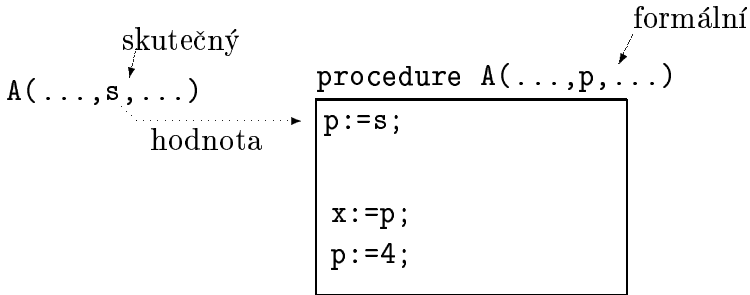 formální
skutečný
procedure A(...,p,...)
A(...,s,...)
p:=s;
hodnota
x:=p;
p:=4;